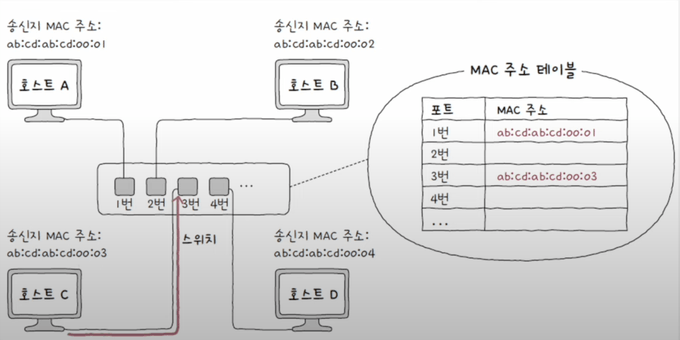 송신지 MAC 주소:
ab:cd:ab:cd:00:01
호스트 A
송신지 MAC 주소:
ab:cd:ab:cd:00:02
호스트 B
MAC 주소 테이블
포트 MAC 주소
1번 ab:cd:ab:cd:00:01
2번
3번 ab:cd:ab:cd:00:03
4번
...
...
1번 2번 3번 4번
스위치
송신지 MAC 주소:
ab:cd:ab:cd:00:03
호스트 C
송신지 MAC 주소:
ab:cd:ab:cd:00:04
호스트 D